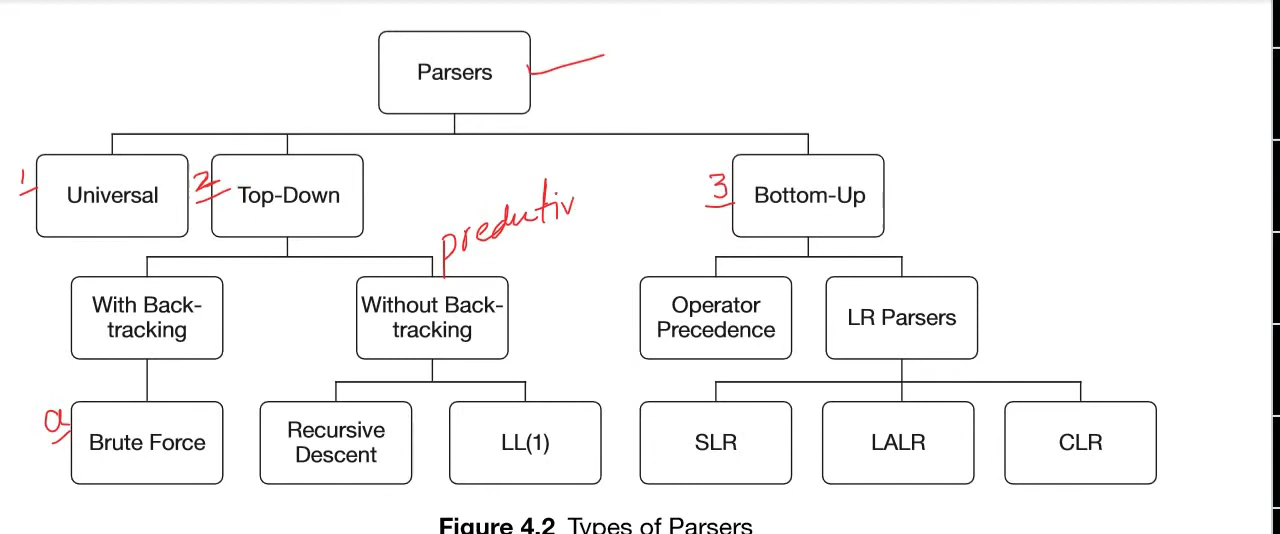 Parsers
1
Universal
2
Top-Down
3
Bottom-Up
With Back-
tracking
Without Back-
tracking
Operator
Precedence
LR Parsers
a
Brute Force
Recursive
Descent
LL(1)
SLR
LALR
CLR
Figure 4.2 Types of Parsers